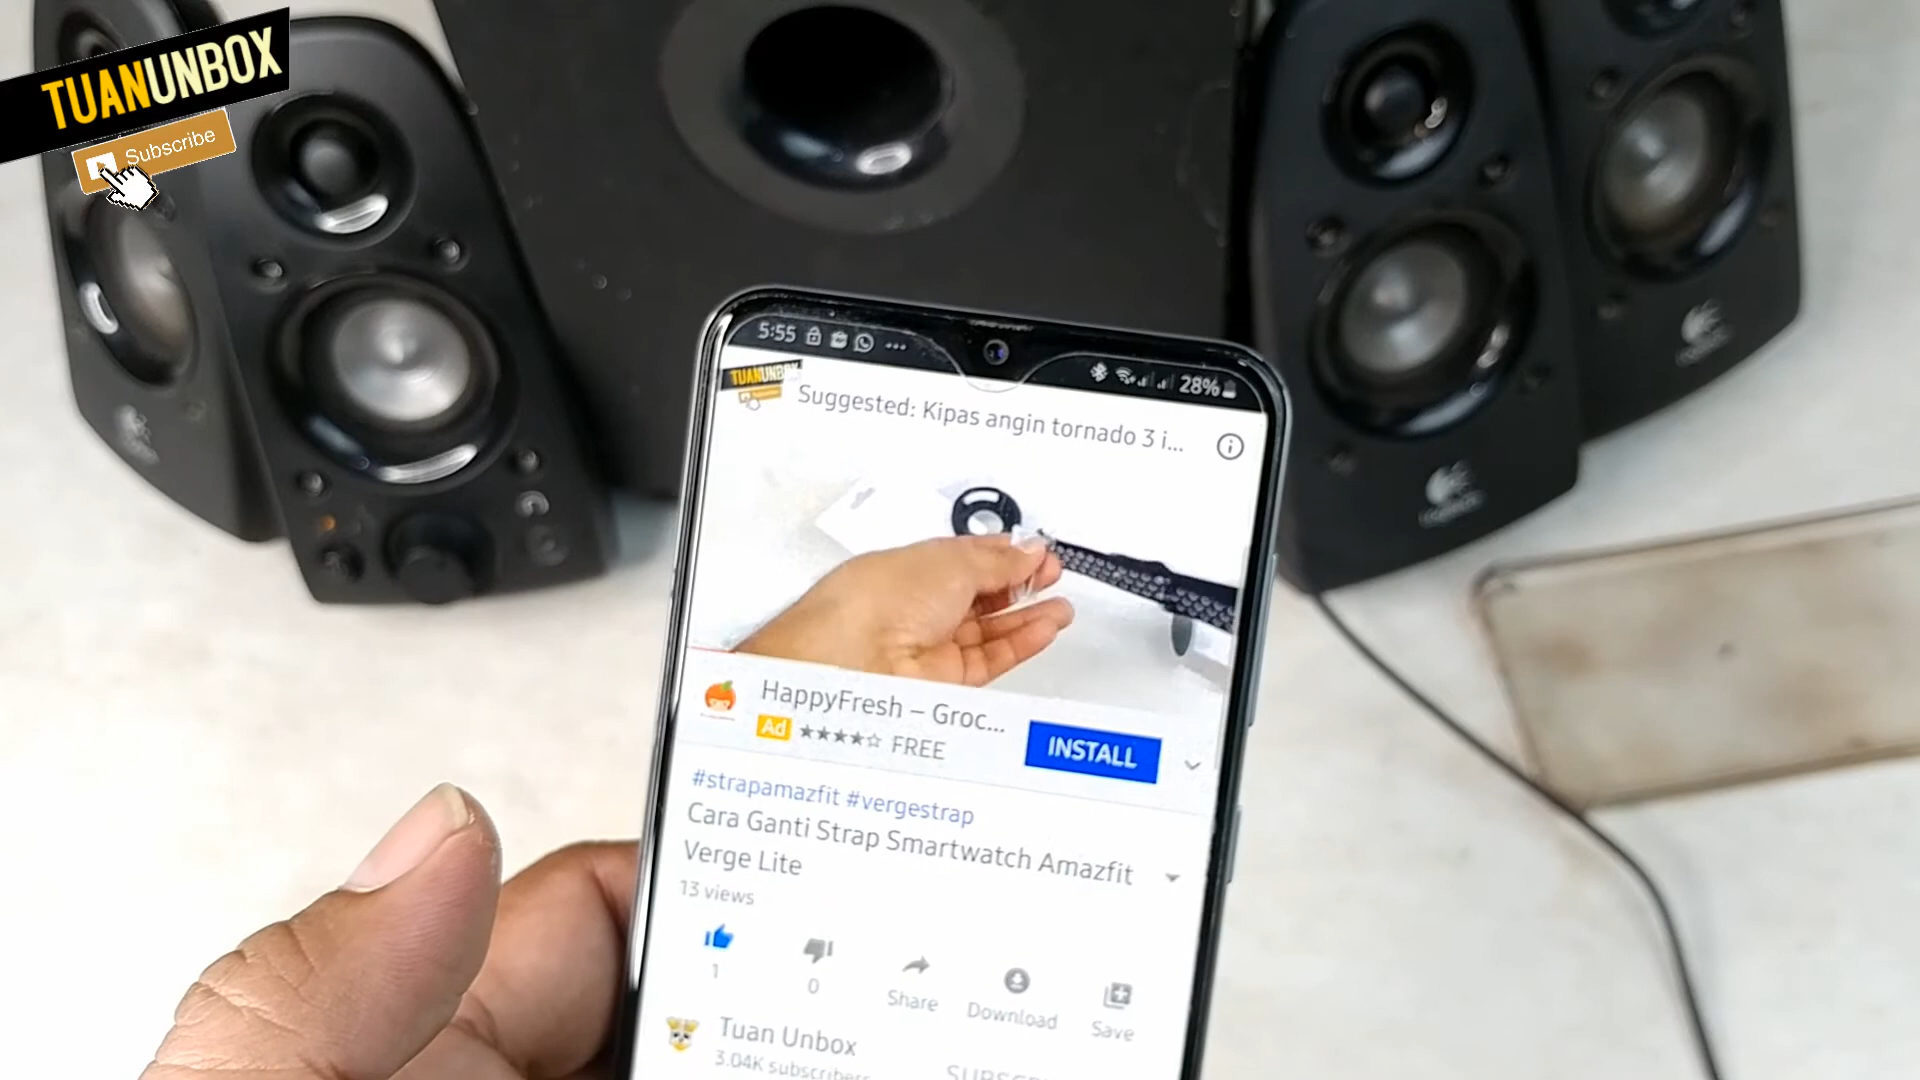 TUANUNBOX
Subscribe
5:55
28%
TUANUNBOX
Suggested: Kipas angin tornado 3 i...
HappyFresh – Groc...
Ad ★★★★☆ FREE
INSTALL
#strapamazfit #vergestrap
Cara Ganti Strap Smartwatch Amazfit
Verge Lite
13 views
1
0
Share
Download
Save
Tuan Unbox
3.04K subscribers